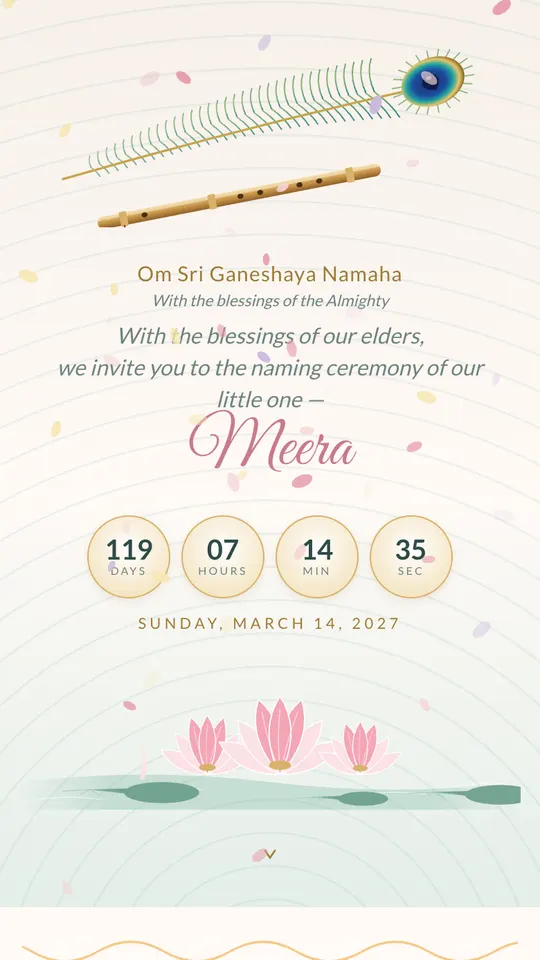 Om Sri Ganeshaya Namaha
With the blessings of the Almighty
With the blessings of our elders,
we invite you to the naming ceremony of our
little one —
Meera
119 07 14 35
DAYS HOURS MIN SEC
SUNDAY, MARCH 14, 2027